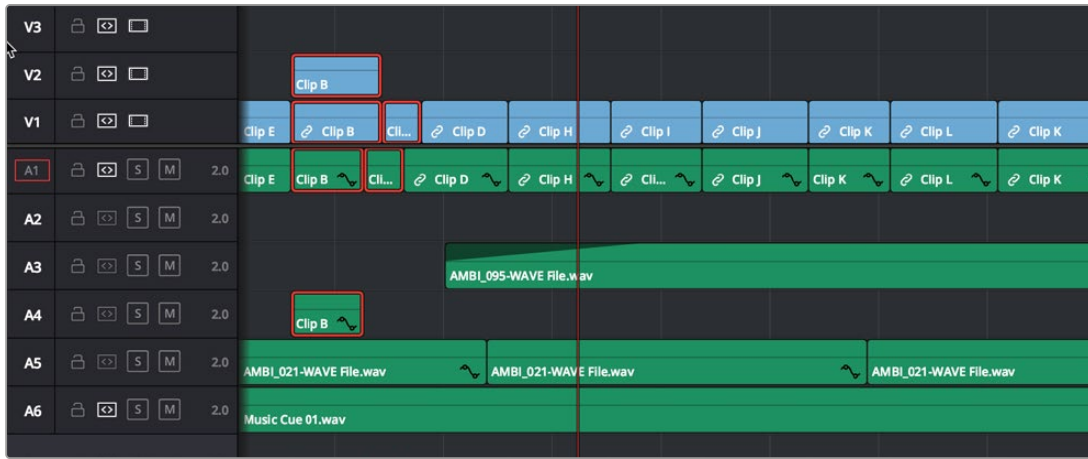 V3
V2
Clip B
V1
Clip E Clip B Cli... Clip D Clip H Clip I Clip J Clip K Clip L Clip K
A1 S M 2.0 Clip E Clip B Cli... Clip D Clip H Cli... Clip J Clip K Clip L Clip K
A2 S M 2.0
A3 S M 2.0 AMBI_095-WAVE File.wav
A4 S M 2.0 Clip B
A5 S M 2.0 AMBI_021-WAVE File.wav AMBI_021-WAVE File.wav AMBI_021-WAVE File.wav
A6 S M 2.0 Music Cue 01.wav